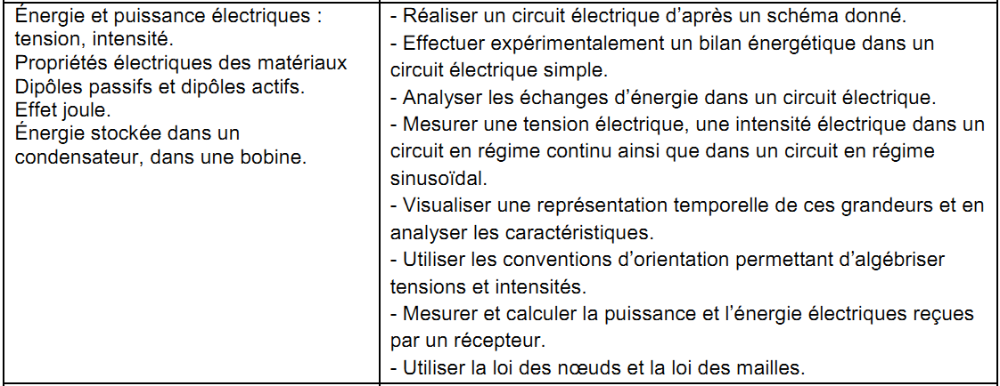 Énergie et puissance électriques :
tension, intensité.
Propriétés électriques des matériaux
Dipôles passifs et dipôles actifs.
Effet joule.
Énergie stockée dans un
condensateur, dans une bobine.
- Réaliser un circuit électrique d’après un schéma donné.
- Effectuer expérimentalement un bilan énergétique dans un
circuit électrique simple.
- Analyser les échanges d’énergie dans un circuit électrique.
- Mesurer une tension électrique, une intensité électrique dans un
circuit en régime continu ainsi que dans un circuit en régime
sinusoïdal.
- Visualiser une représentation temporelle de ces grandeurs et en
analyser les caractéristiques.
- Utiliser les conventions d’orientation permettant d’algébriser
tensions et intensités.
- Mesurer et calculer la puissance et l’énergie électriques reçues
par un récepteur.
- Utiliser la loi des nœuds et la loi des mailles.